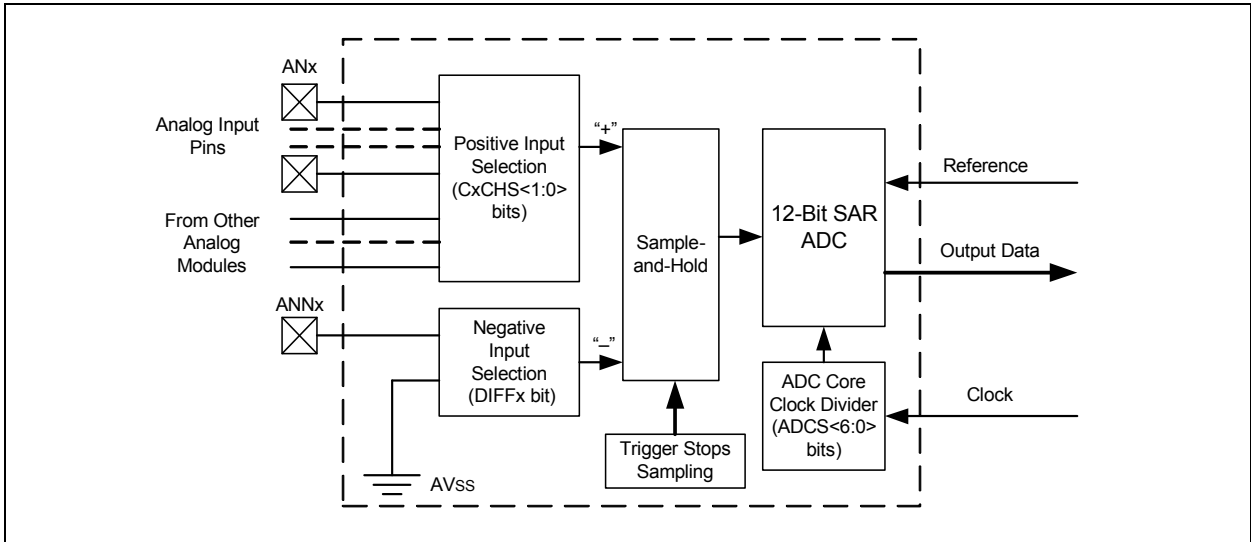 ANx
Analog Input
Pins
From Other
Analog
Modules
ANNx
Positive Input
Selection
(CxCHS<1:0>
bits)
“+”
Negative
Input
Selection
(DIFFx bit)
“–”
AVSS
Sample-
and-Hold
Trigger Stops
Sampling
12-Bit SAR
ADC
ADC Core
Clock Divider
(ADCS<6:0>
bits)
Reference
Output Data
Clock